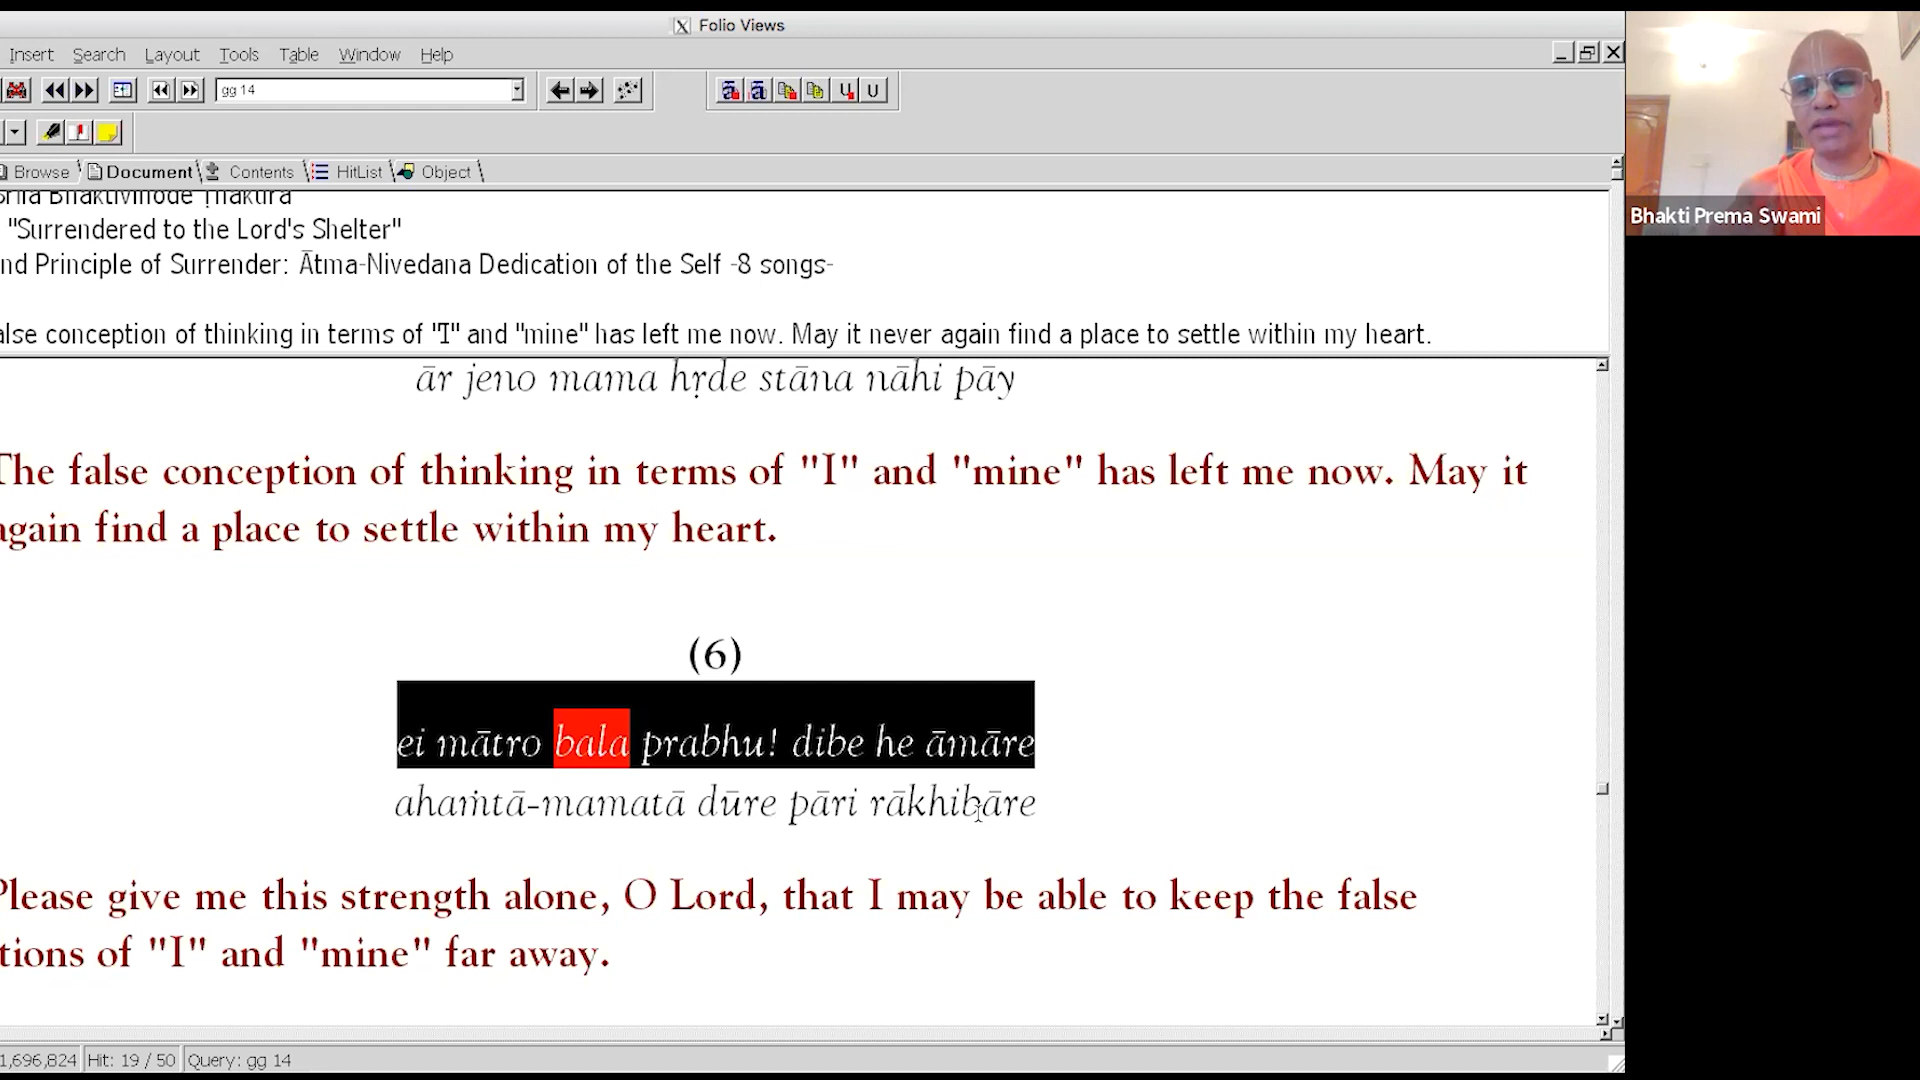 Folio Views
Insert Search Layout Tools Table Window Help
gg 14
Browse Document Contents HitList Object
Bhaktivinode
"Surrendered to the Lord's Shelter"
Principle of Surrender: Ātma-Nivedana Dedication of the Self -8 songs-
conception of thinking in terms of "I" and "mine" has left me now. May it never again find a place to settle within my heart.
ār jeno mama hṛde stāna nāhi pāy
The false conception of thinking in terms of "I" and "mine" has left me now. May it
again find a place to settle within my heart.
(6)
ei mātro bala prabhu! dibe he āmāre
ahaṁtā-mamatā dūre pāri rākhibāre
Please give me this strength alone, O Lord, that I may be able to keep the false
tions of "I" and "mine" far away.
1,696,824 Hit: 19 / 50 Query: gg 14
Bhakti Prema Swami